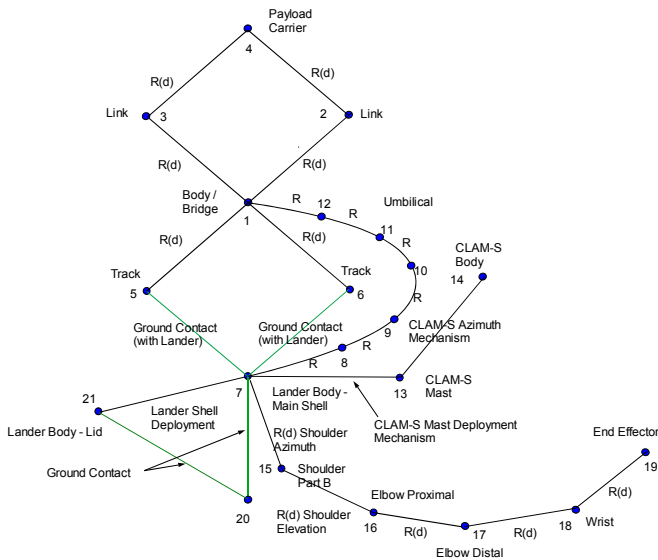 Payload
Carrier
4
R(d)
R(d)
Link
3
2
Link
R(d)
R(d)
Body /
Bridge
1
R
12
R
Umbilical
11
R
10
R
9
R
8
R
CLAM-S
Body
14
R(d)
R(d)
Track
5
Track
6
Ground Contact
(with Lander)
Ground Contact
(with Lander)
CLAM-S Azimuth
Mechanism
7
Lander Body -
Main Shell
13
CLAM-S
Mast
CLAM-S Mast Deployment
Mechanism
21
Lander Body - Lid
Lander Shell
Deployment
Ground Contact
20
R(d) Shoulder
Azimuth
15
Shoulder
Part B
R(d) Shoulder
Elevation
Elbow Proximal
16
R(d)
17
Elbow Distal
R(d)
18
Wrist
R(d)
End Effector
19